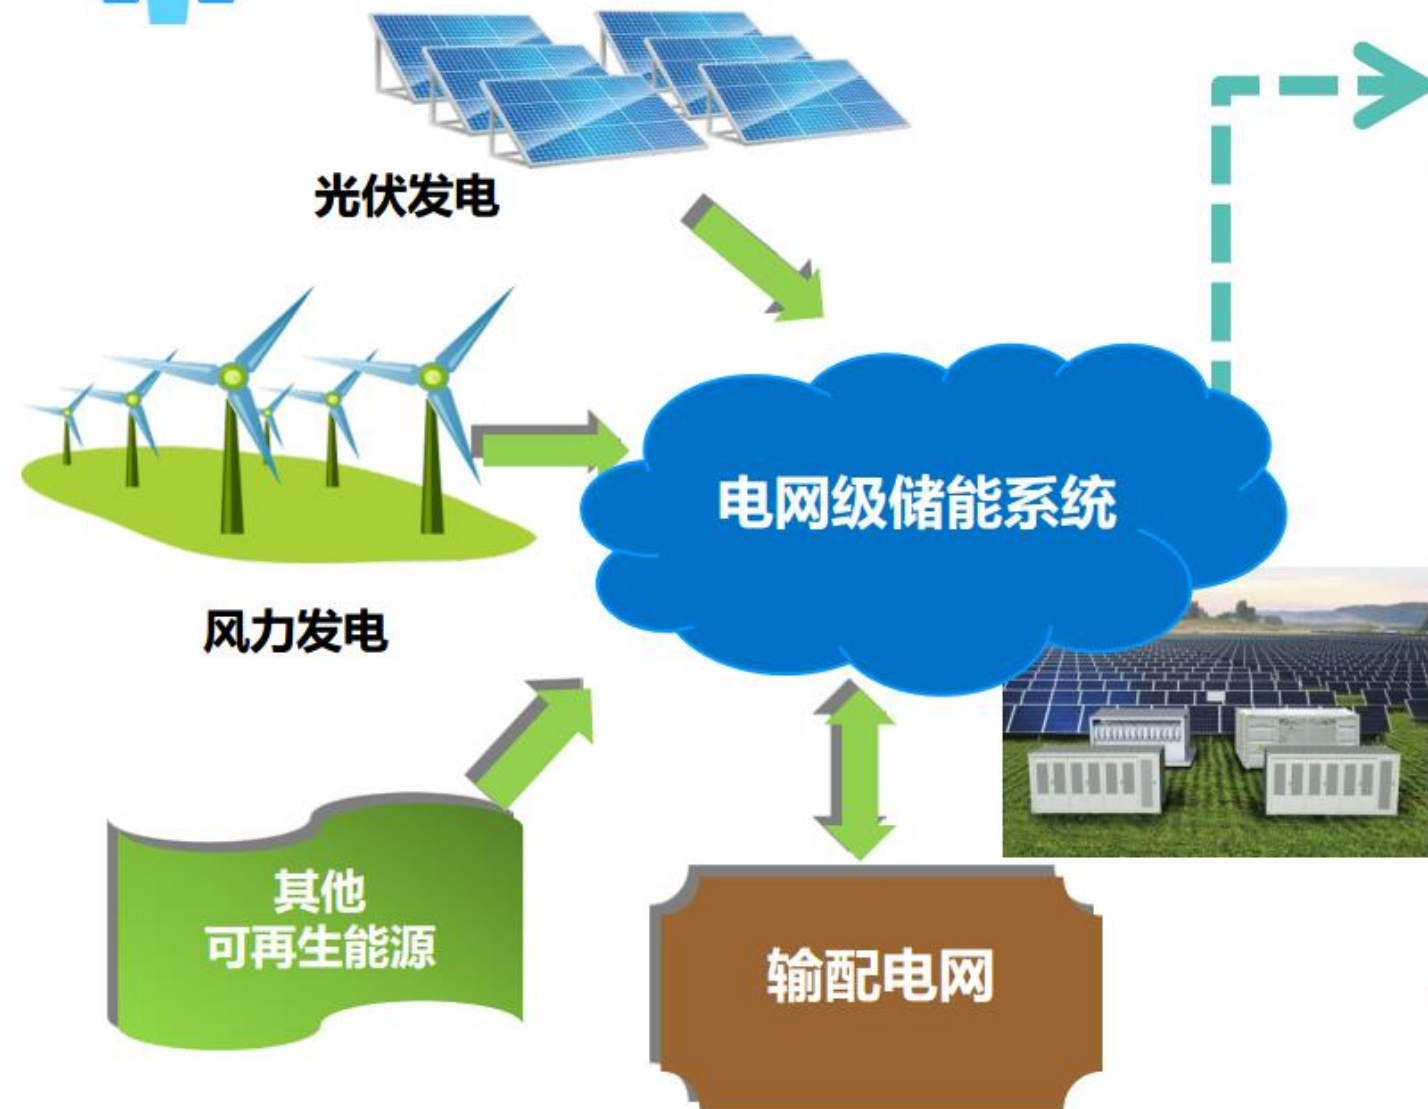 光伏发电
电网级储能系统
风力发电
其他
可再生能源
输配电网